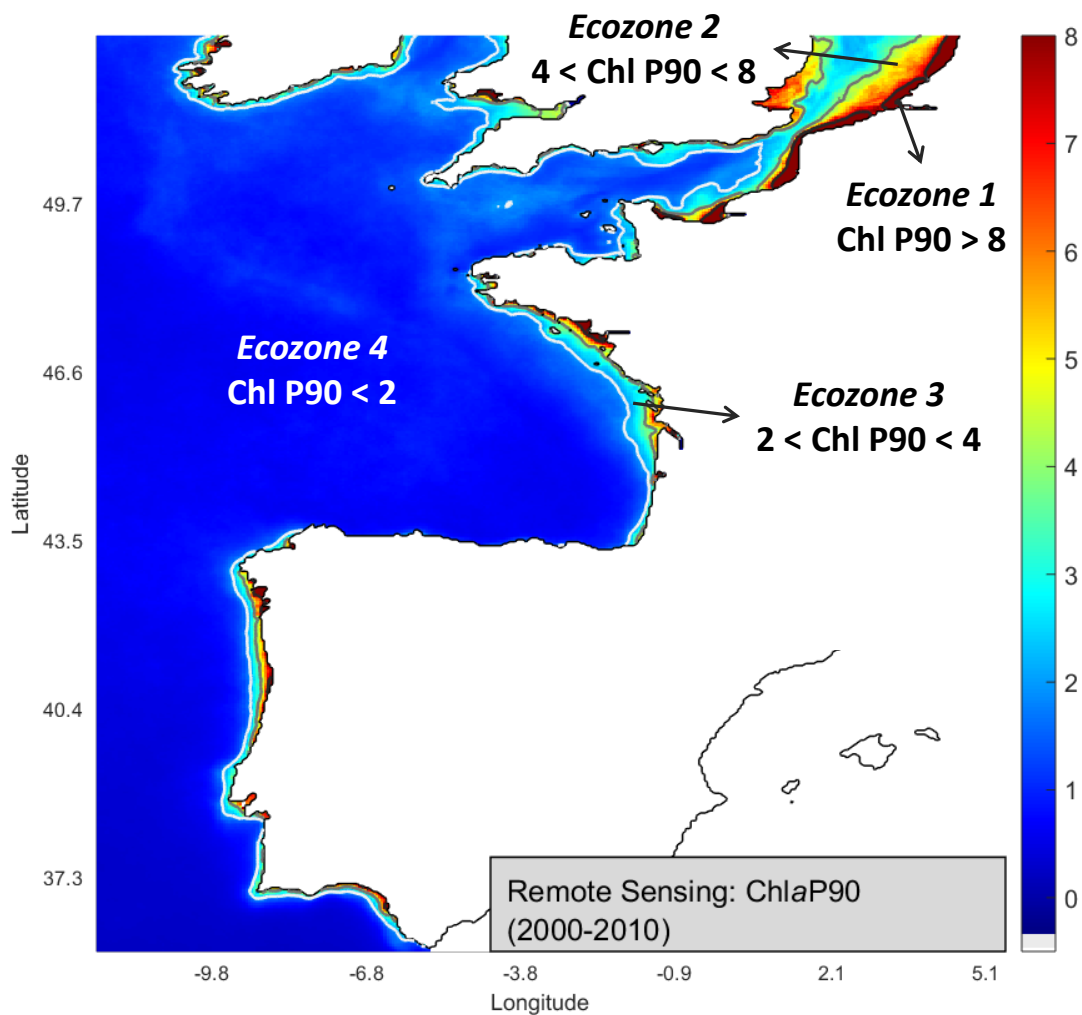 Ecozone 2
4 < Chl P90 < 8
Ecozone 1
Chl P90 > 8
Ecozone 4
Chl P90 < 2
Ecozone 3
2 < Chl P90 < 4
Remote Sensing: ChlaP90
(2000-2010)
Latitude
49.7
46.6
43.5
40.4
37.3
-9.8 -6.8 -3.8 -0.9 2.1 5.1
Longitude
8
7
6
5
4
3
2
1
0